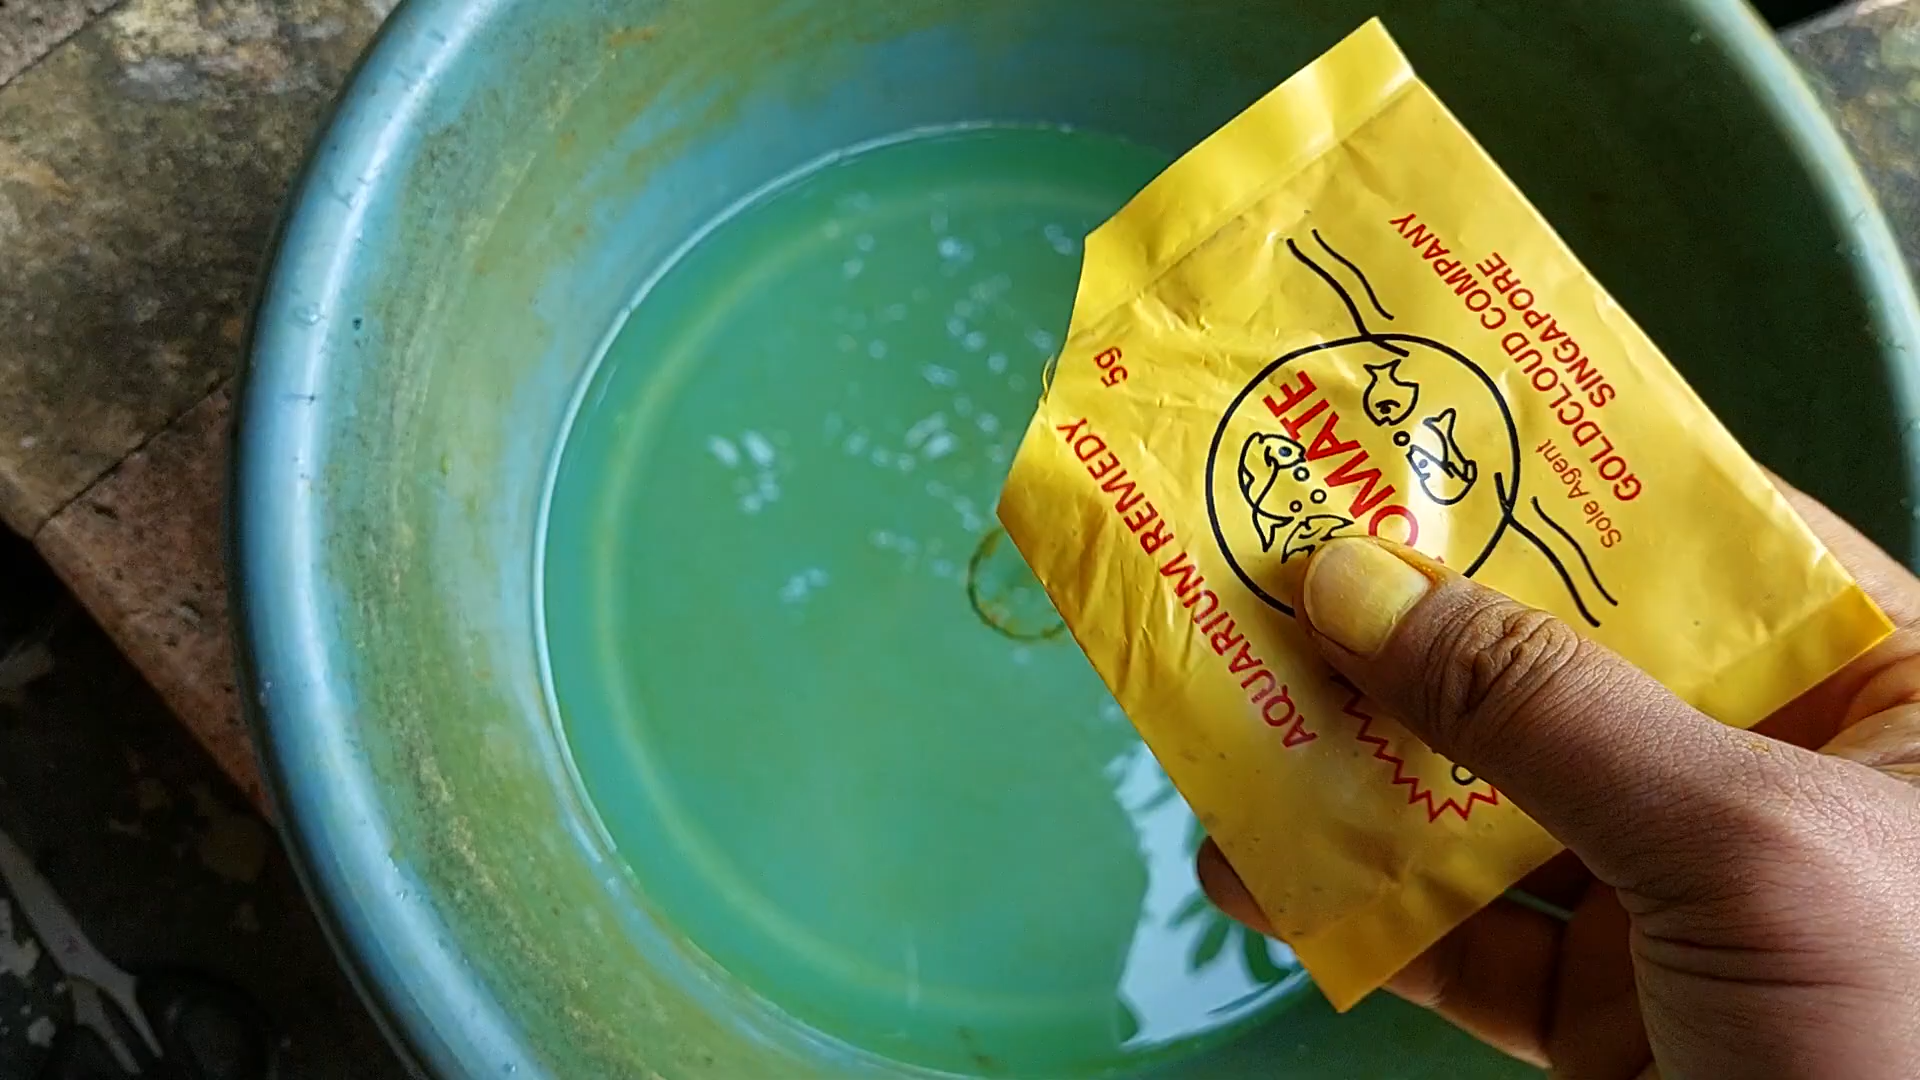 AQUARIUM REMEDY
5g
OMATE
Sole Agent
GOLDCLOUD COMPANY
SINGAPORE